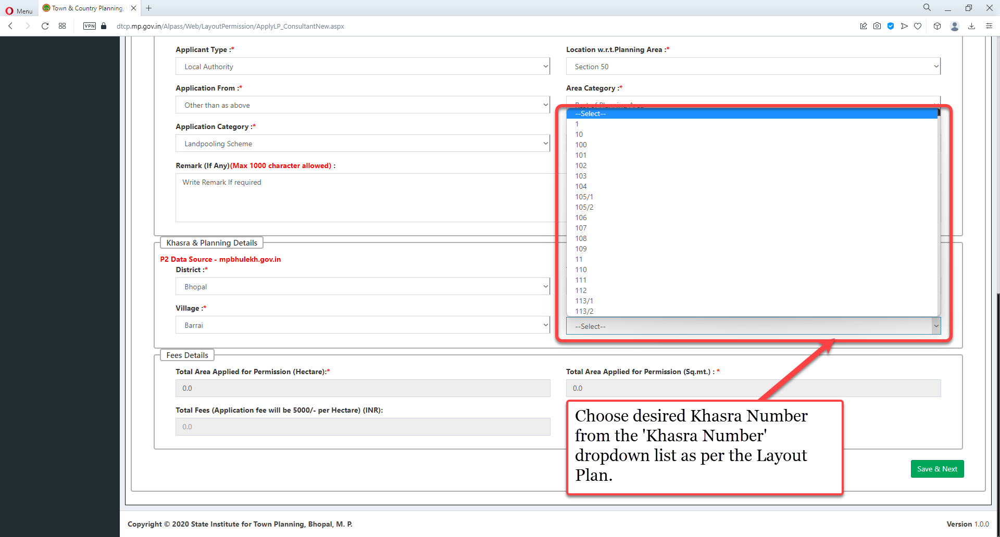 Menu
Town & Country Planning,
VPN
dtcp.mp.gov.in/Alpass/Web/LayoutPermission/ApplyLP_ConsultantNew.aspx
Applicant Type :*
Location w.r.t.Planning Area :*
Local Authority
Section 50
Application From :*
Area Category :*
Other than as above
Rest of Planning Area
Application Category :*
Landpooling Scheme
Remark (If Any)(Max 1000 character allowed) :
Write Remark If required
--Select--
1
10
100
101
102
103
104
105/1
105/2
106
107
108
109
11
110
111
112
113/1
113/2
--Select--
Khasra & Planning Details
P2 Data Source - mpbhulekh.gov.in
District :*
Bhopal
Village :*
Barrai
Fees Details
Total Area Applied for Permission (Hectare):*
Total Area Applied for Permission (Sq.mt.) : *
0.0
0.0
Total Fees (Application fee will be 5000/- per Hectare) (INR):
0.0
Choose desired Khasra Number
from the 'Khasra Number'
dropdown list as per the Layout
Plan.
Save & Next
Copyright © 2020 State Institute for Town Planning, Bhopal, M. P.
Version 1.0.0